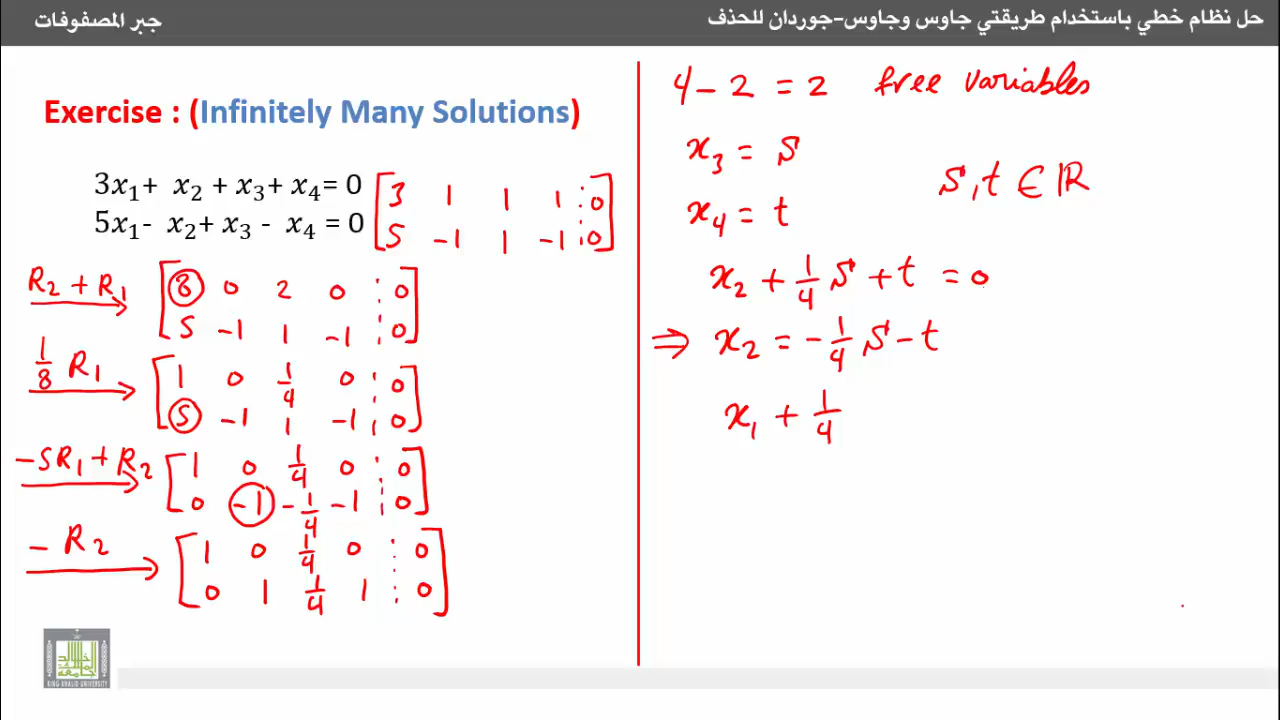 حل نظام خطي باستخدام طريقتي جاوس وجاوس-جوردان للحذف
جبر المصفوفات
Exercise : (Infinitely Many Solutions)
3x₁+ x₂ + x₃+ x₄= 0
5x₁- x₂+ x₃ - x₄ = 0
[3 1 1 1 : 0
5 -1 1 -1 : 0]
R₂ + R₁ → [8 0 2 0 : 0
5 -1 1 -1 : 0]
1/8 R₁ → [1 0 1/4 0 : 0
5 -1 1 -1 : 0]
-5R₁ + R₂ → [1 0 1/4 0 : 0
0 -1 -1/4 -1 : 0]
- R₂ → [1 0 1/4 0 : 0
0 1 1/4 1 : 0]
4 - 2 = 2 free variables
x₃ = s
x₄ = t
s, t ∈ ℝ
x₂ + 1/4 s + t = 0
⇒ x₂ = - 1/4 s - t
x₁ + 1/4
KING KHALID UNIVERSITY